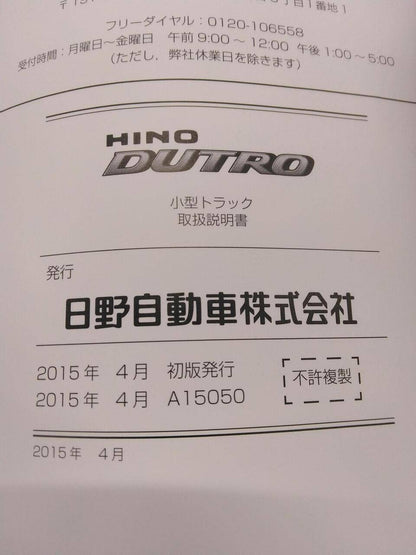 フリーダイヤル：0120-106558
受付時間：月曜日～金曜日　午前 9:00～12:00 午後 1:00～5:00
（ただし、弊社休業日を除きます）
HINO
DUTRO
小型トラック
取扱説明書
発行
日野自動車株式会社
2015年　4月　初版発行
2015年　4月　A15050
不許複製
2015年　4月